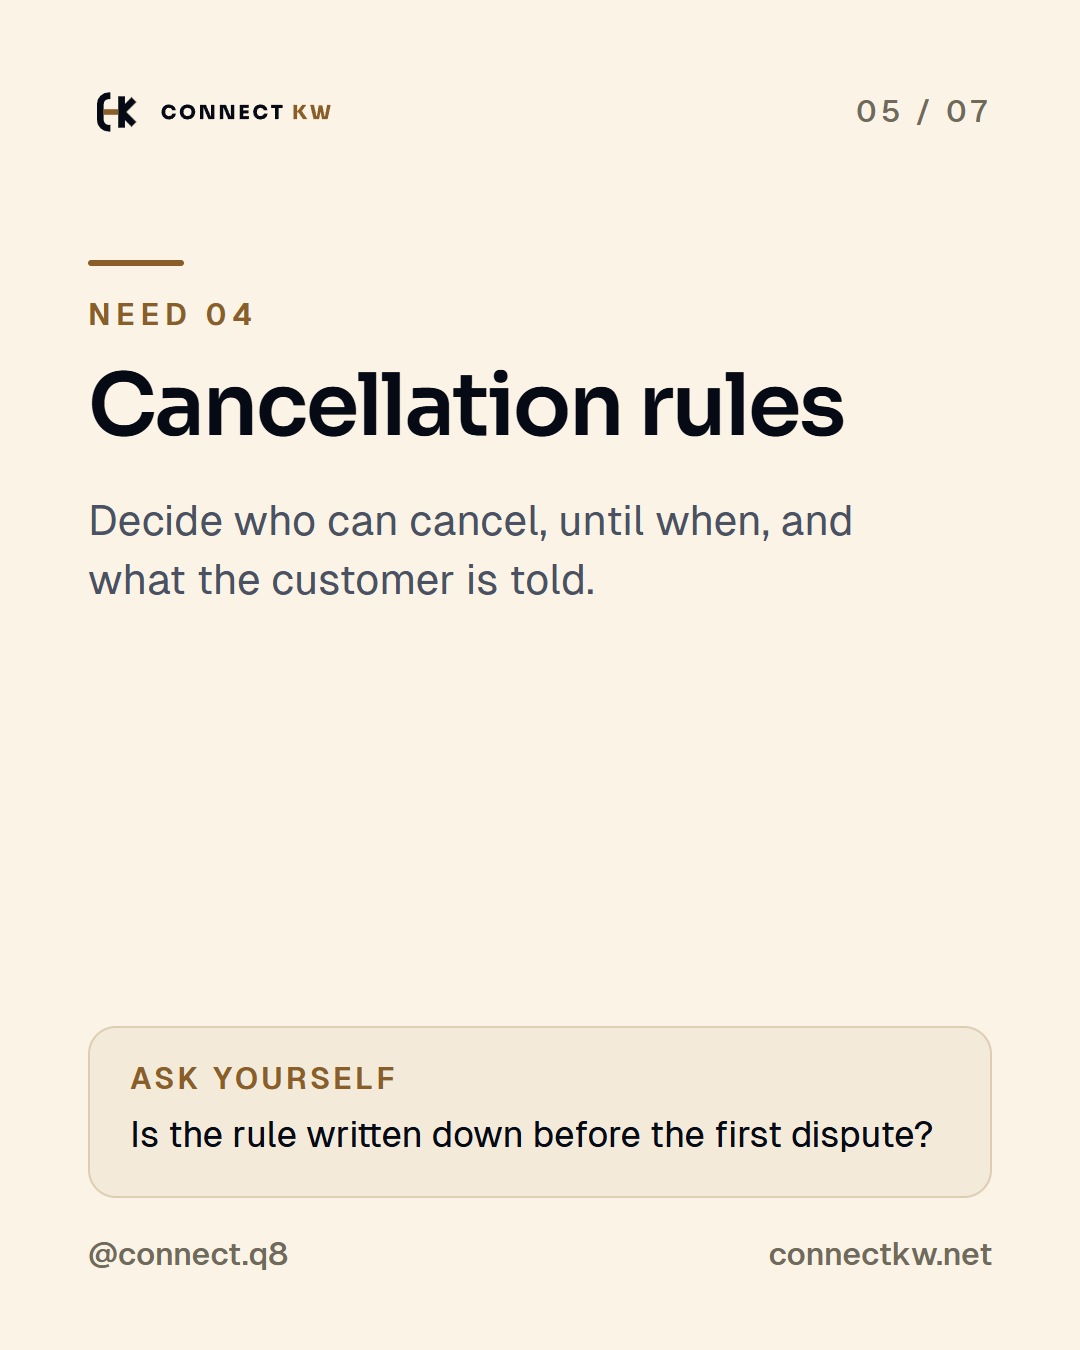 CONNECT KW
05 / 07
NEED 04
Cancellation rules
Decide who can cancel, until when, and
what the customer is told.
ASK YOURSELF
Is the rule written down before the first dispute?
@connect.q8
connectkw.net